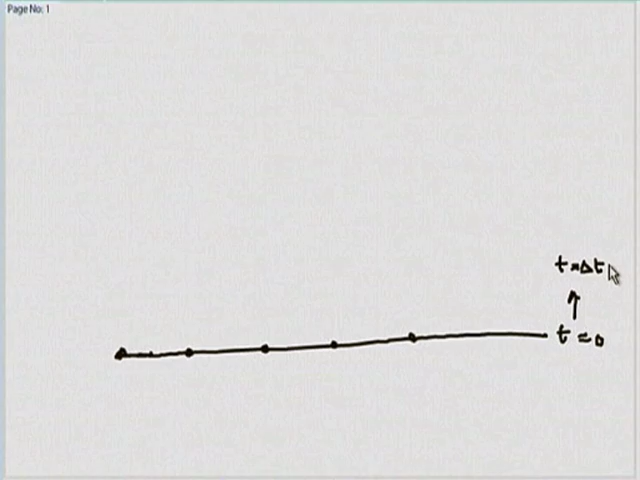 Page No: 1
t = Δt
↑
t = 0